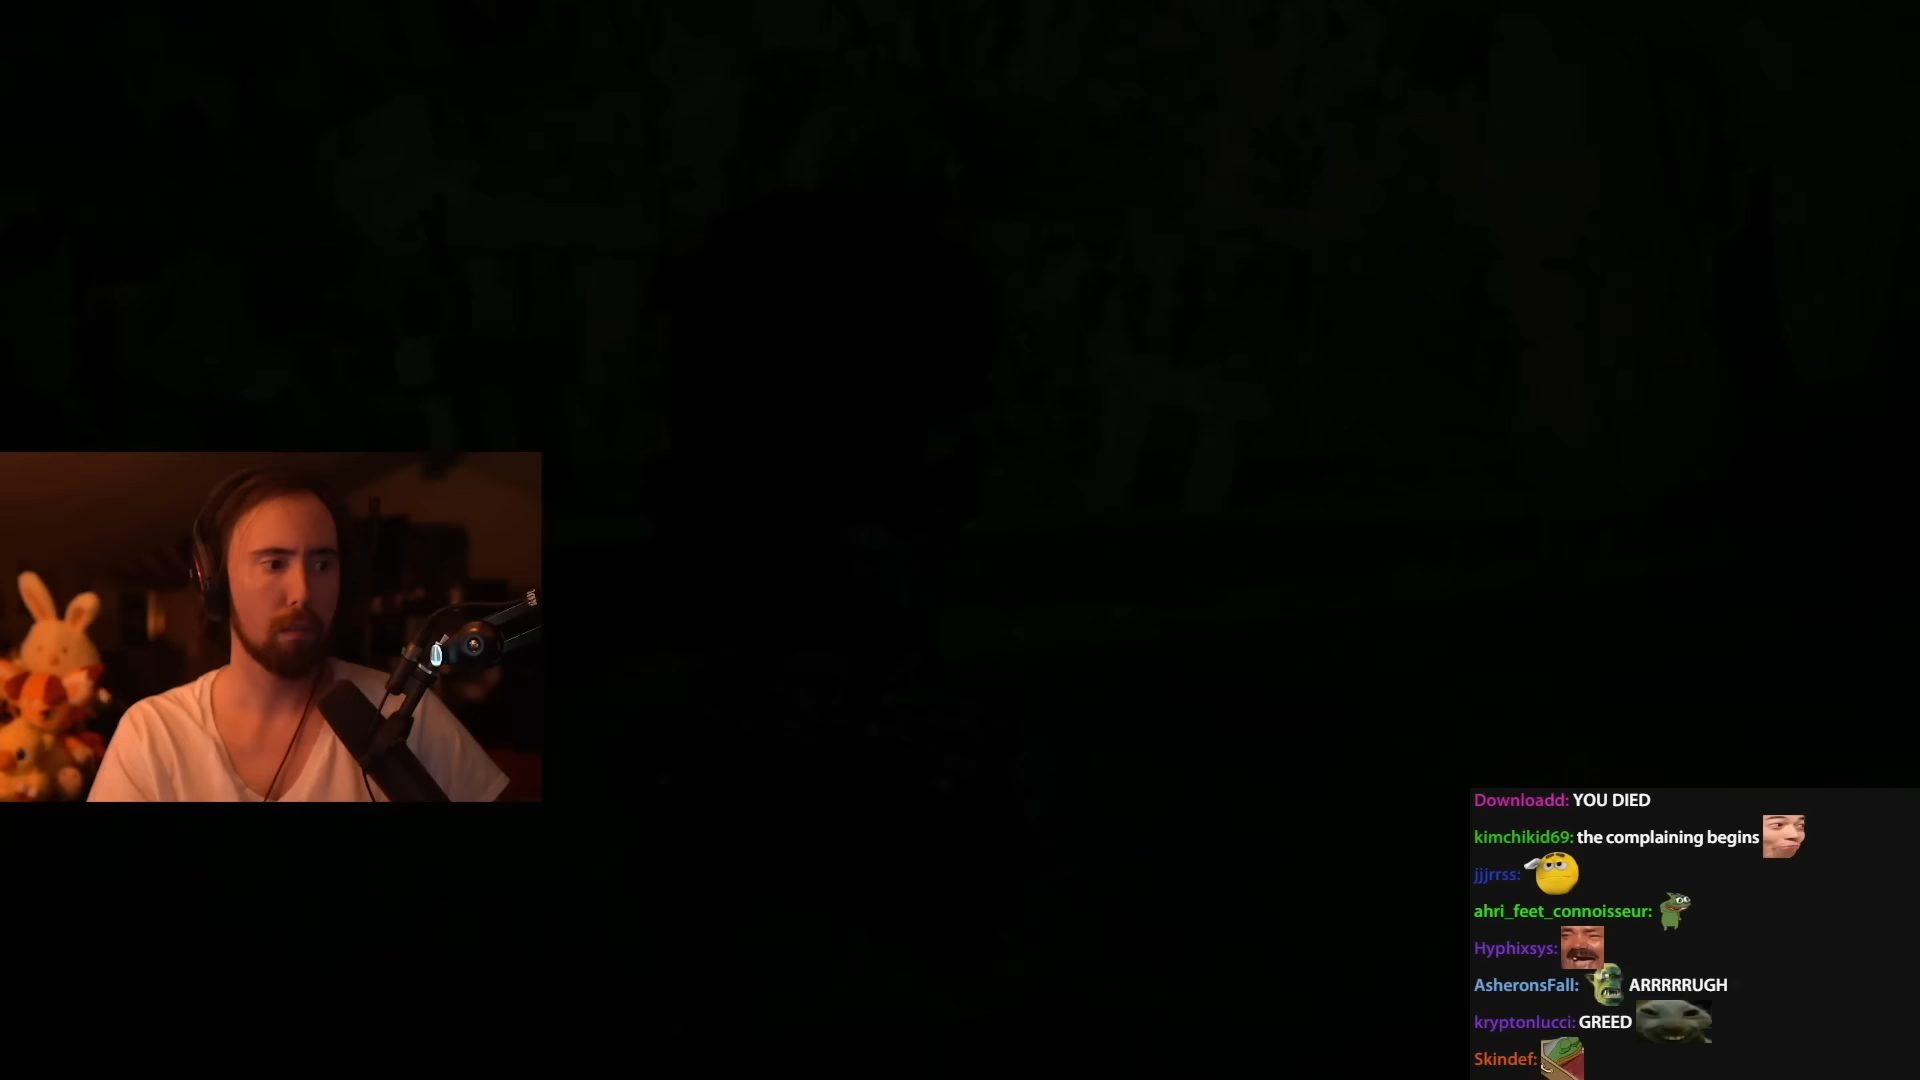 Downloadd: YOU DIED
kimchikid69: the complaining begins
jjjrrss:
ahri_feet_connoisseur:
Hyphixsys:
AsheronsFall: ARRRRRUGH
kryptonlucci: GREED
Skindef: